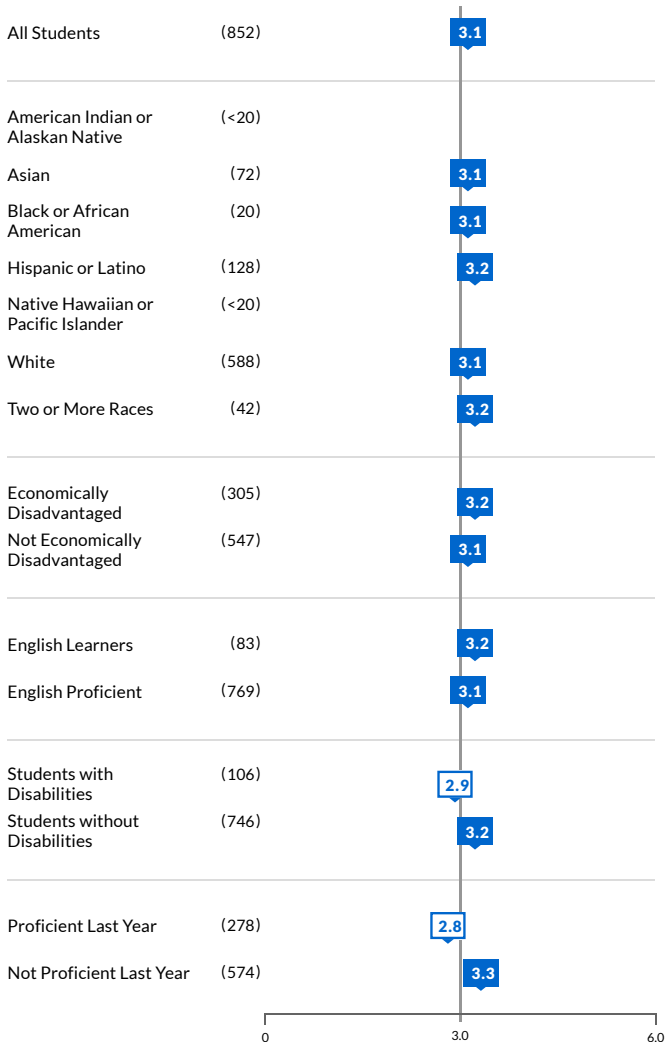 All Students (852) 3.1
American Indian or (<20)
Alaskan Native
Asian (72) 3.1
Black or African (20) 3.1
American
Hispanic or Latino (128) 3.2
Native Hawaiian or (<20)
Pacific Islander
White (588) 3.1
Two or More Races (42) 3.2
Economically (305) 3.2
Disadvantaged
Not Economically (547) 3.1
Disadvantaged
English Learners (83) 3.2
English Proficient (769) 3.1
Students with (106) 2.9
Disabilities
Students without (746) 3.2
Disabilities
Proficient Last Year (278) 2.8
Not Proficient Last Year (574) 3.3
0 3.0 6.0